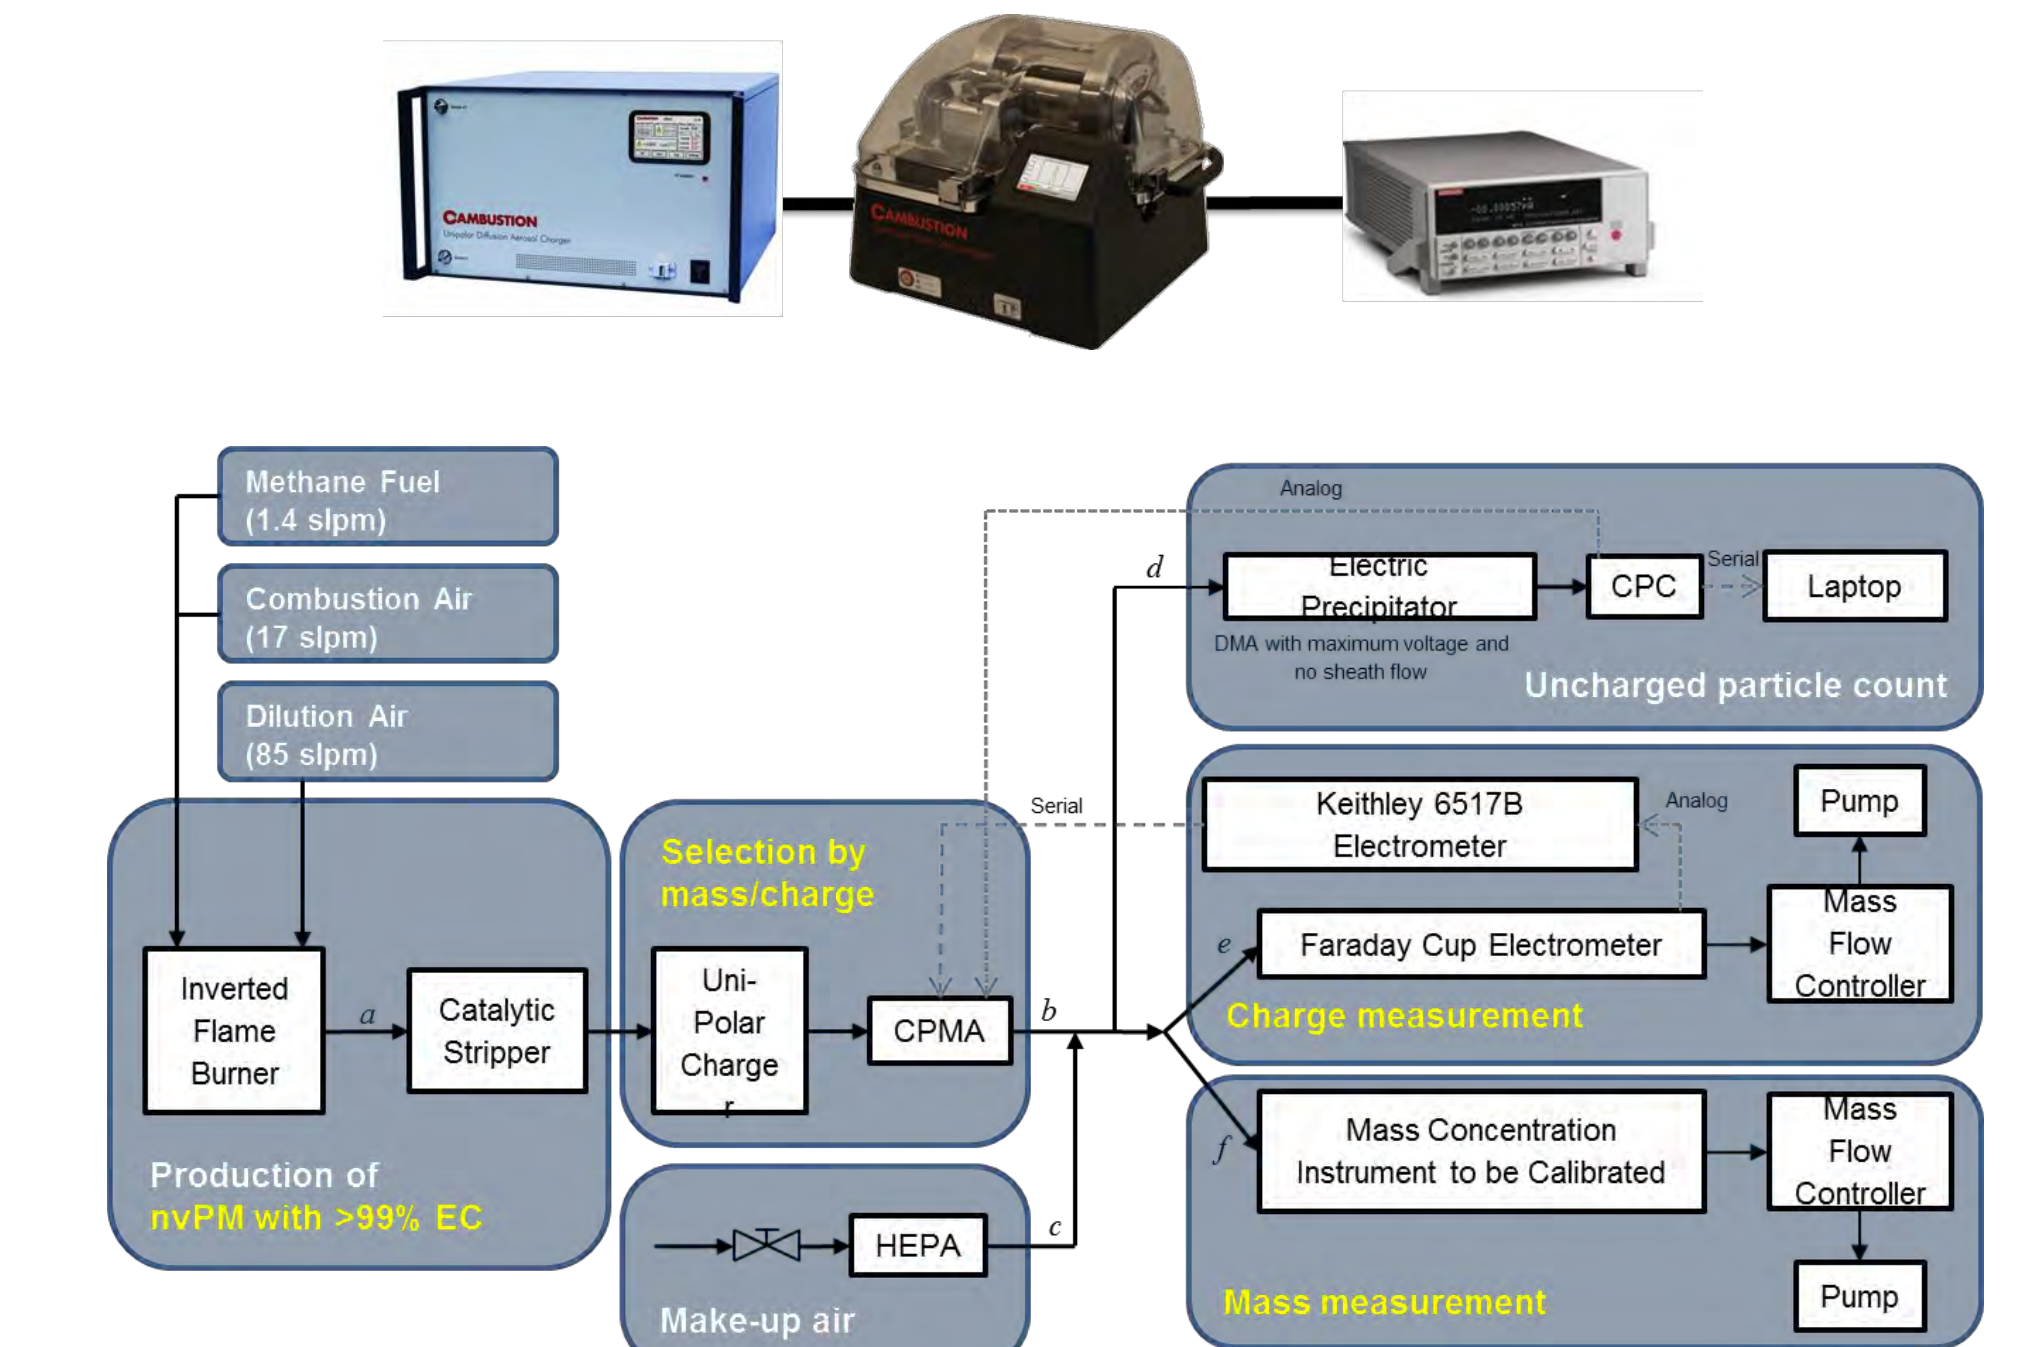 CAMBUSTION
Unipolar Diffusion Aerosol Charger
CAMBUSTION
Methane Fuel
(1.4 slpm)
Combustion Air
(17 slpm)
Dilution Air
(85 slpm)
Inverted
Flame
Burner
a
Catalytic
Stripper
Production of
nvPM with >99% EC
Selection by
mass/charge
Uni-
Polar
Charge
r
CPMA
b
HEPA
c
Make-up air
Analog
d
Electric
Precipitator
CPC
Serial
Laptop
DMA with maximum voltage and
no sheath flow
Uncharged particle count
Serial
Keithley 6517B
Electrometer
Analog
Pump
e
Faraday Cup Electrometer
Mass
Flow
Controller
Charge measurement
f
Mass Concentration
Instrument to be Calibrated
Mass
Flow
Controller
Mass measurement
Pump